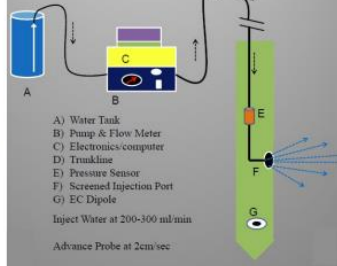 C
A
B
E
F
G
A) Water Tank
B) Pump & Flow Meter
C) Electronics/computer
D) Trunkline
E) Pressure Sensor
F) Screened Injection Port
G) EC Dipole
Inject Water at 200-300 ml/min
Advance Probe at 2cm/sec